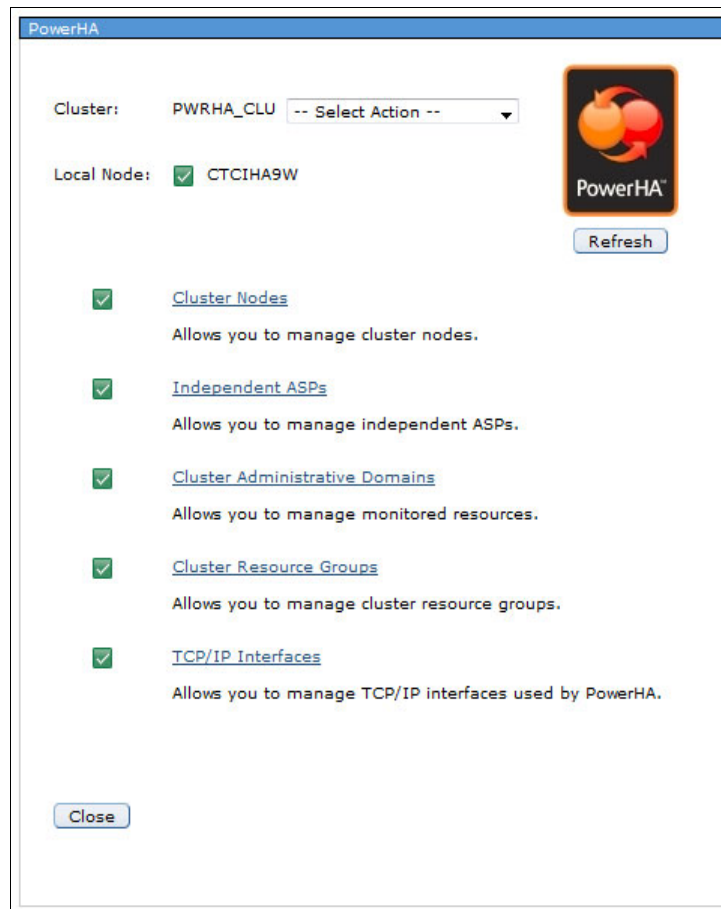 PowerHA
Cluster: PWRHA_CLU -- Select Action --
PowerHA™
Local Node: CTCIHA9W
Refresh
Cluster Nodes
Allows you to manage cluster nodes.
Independent ASPs
Allows you to manage independent ASPs.
Cluster Administrative Domains
Allows you to manage monitored resources.
Cluster Resource Groups
Allows you to manage cluster resource groups.
TCP/IP Interfaces
Allows you to manage TCP/IP interfaces used by PowerHA.
Close